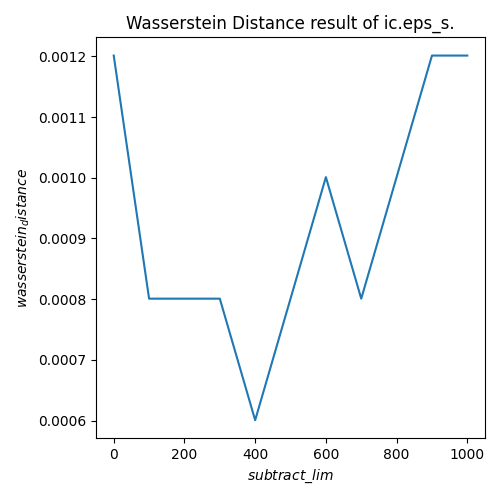 Wasserstein Distance result of ic.eps_s.
0.0012
0.0011
0.0010
0.0009
0.0008
0.0007
0.0006
wasserstein_distance
0 200 400 600 800 1000
subtract_lim